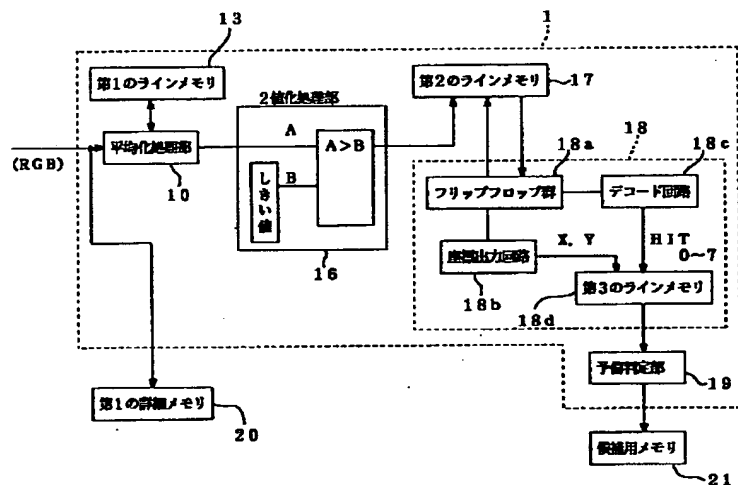 13
1
第1のラインメモリ
2値化処理部
第2のラインメモリ
17
(RGB)
平均化処理部
10
A
A>B
B
しきい値
16
18a
18
18c
フリップフロップ群
デコード回路
座標出力回路
18b
X, Y
HIT
0~7
第3のラインメモリ
18d
予備判定部
19
第1の詳細メモリ
20
候補用メモリ
21